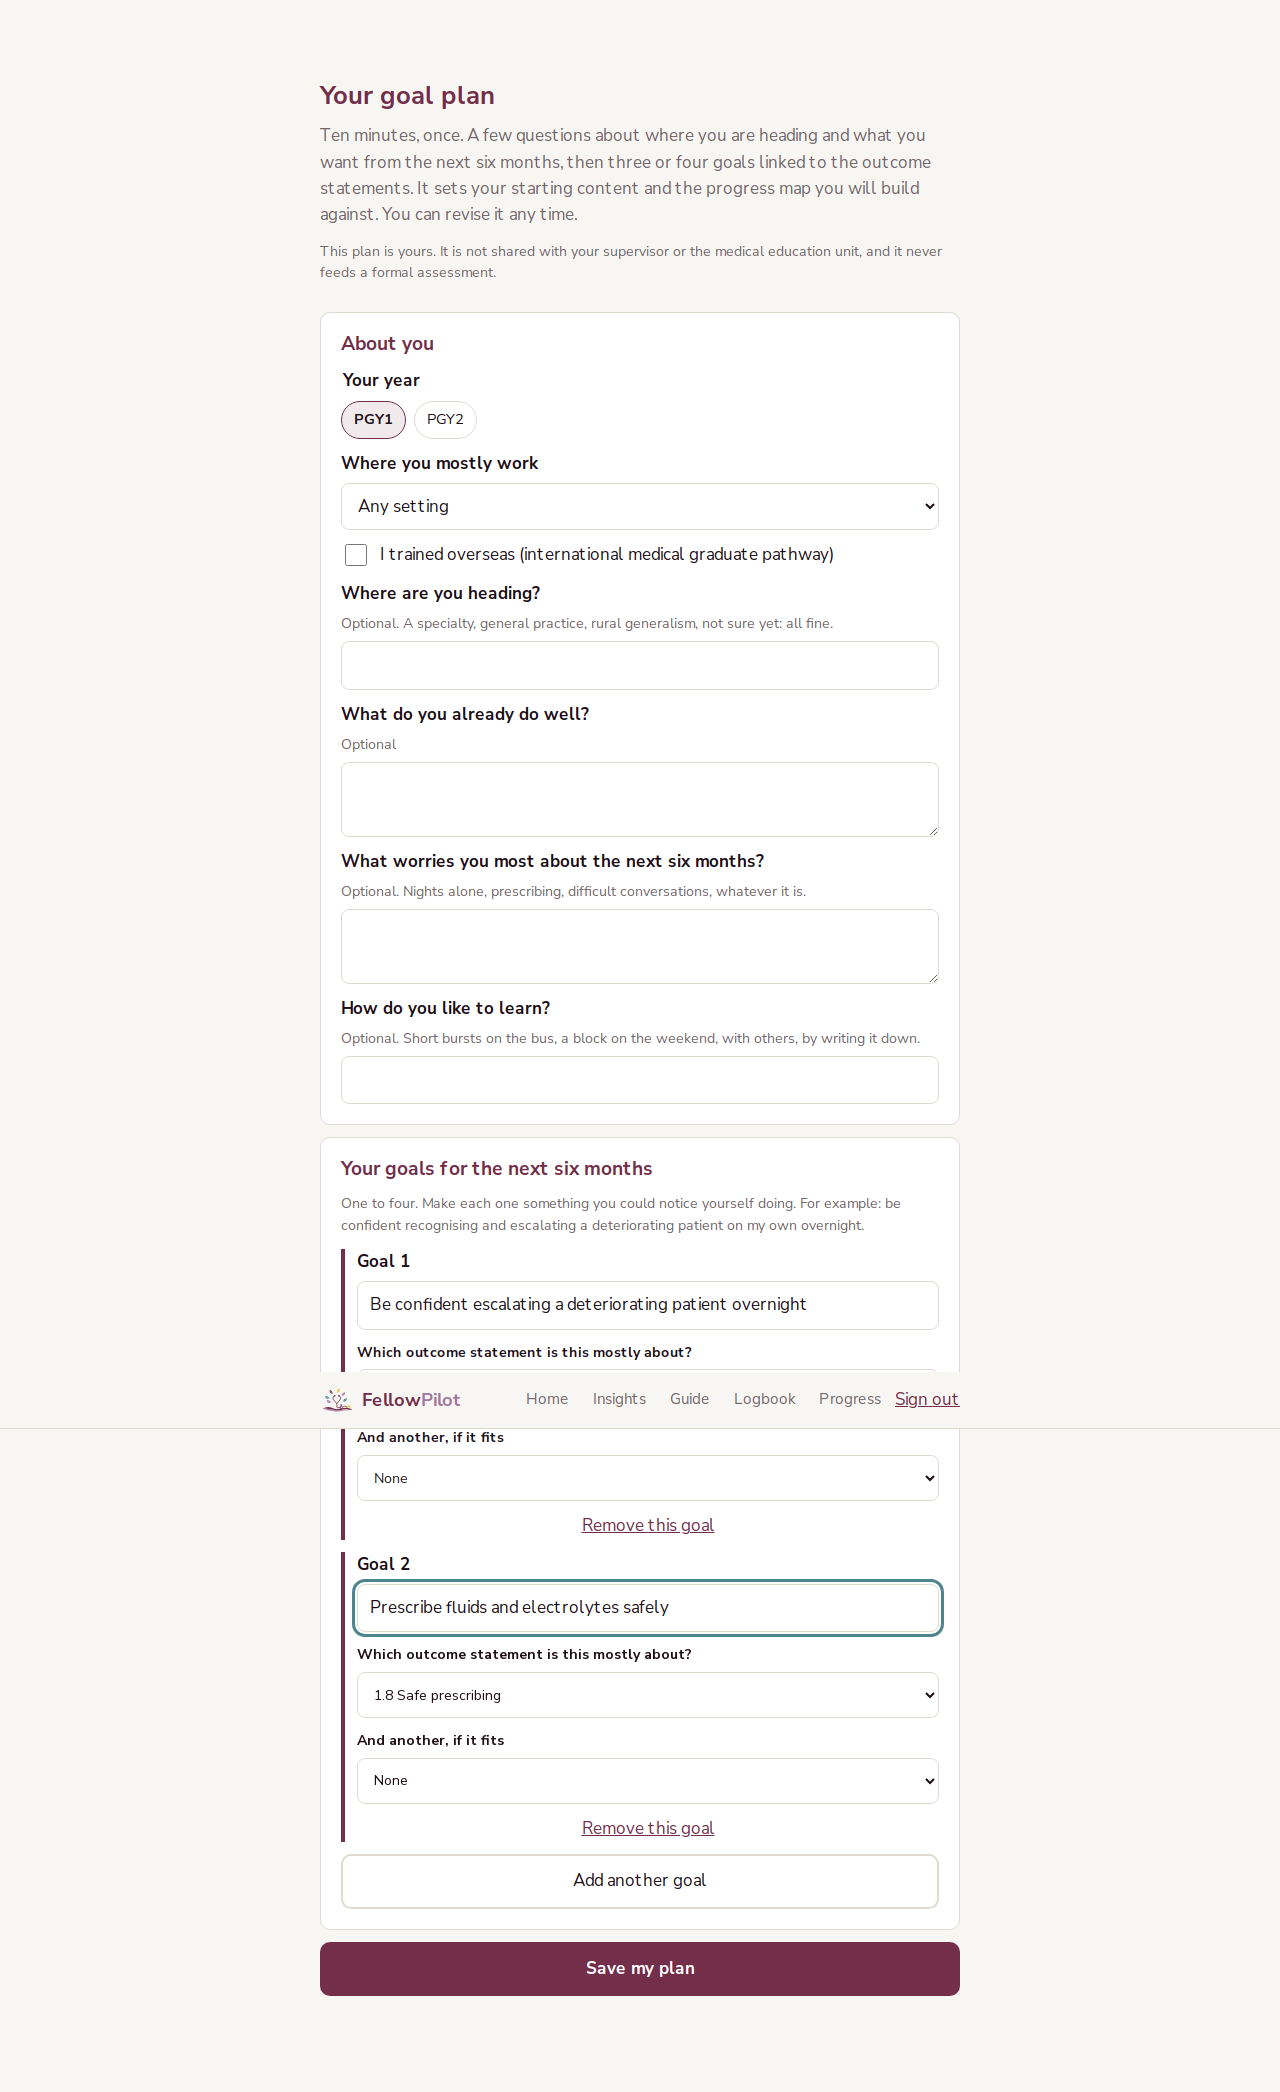 Your goal plan
Ten minutes, once. A few questions about where you are heading and what you
want from the next six months, then three or four goals linked to the outcome
statements. It sets your starting content and the progress map you will build
against. You can revise it any time.
This plan is yours. It is not shared with your supervisor or the medical education unit, and it never
feeds a formal assessment.
About you
Your year
PGY1 PGY2
Where you mostly work
Any setting
I trained overseas (international medical graduate pathway)
Where are you heading?
Optional. A specialty, general practice, rural generalism, not sure yet: all fine.
What do you already do well?
Optional
What worries you most about the next six months?
Optional. Nights alone, prescribing, difficult conversations, whatever it is.
How do you like to learn?
Optional. Short bursts on the bus, a block on the weekend, with others, by writing it down.
Your goals for the next six months
One to four. Make each one something you could notice yourself doing. For example: be
confident recognising and escalating a deteriorating patient on my own overnight.
Goal 1
Be confident escalating a deteriorating patient overnight
Which outcome statement is this mostly about?
FellowPilot Home Insights Guide Logbook Progress Sign out
And another, if it fits
None
Remove this goal
Goal 2
Prescribe fluids and electrolytes safely
Which outcome statement is this mostly about?
1.8 Safe prescribing
And another, if it fits
None
Remove this goal
Add another goal
Save my plan